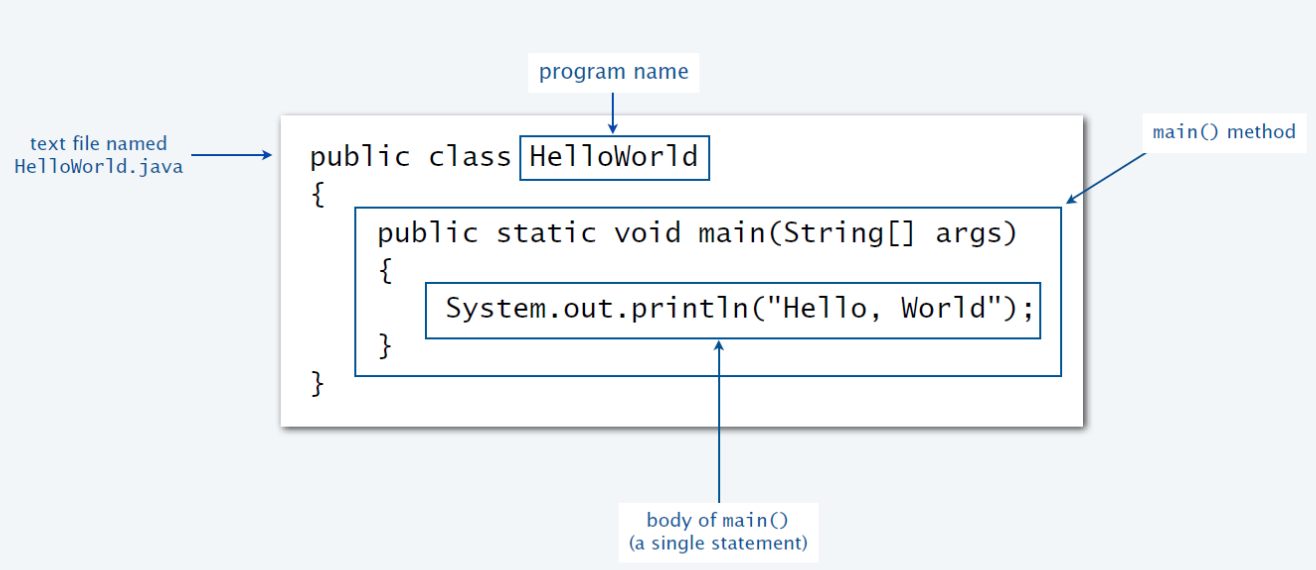 program name
main() method
text file named
HelloWorld.java
public class HelloWorld
{
public static void main(String[] args)
{
System.out.println("Hello, World");
}
}
body of main()
(a single statement)